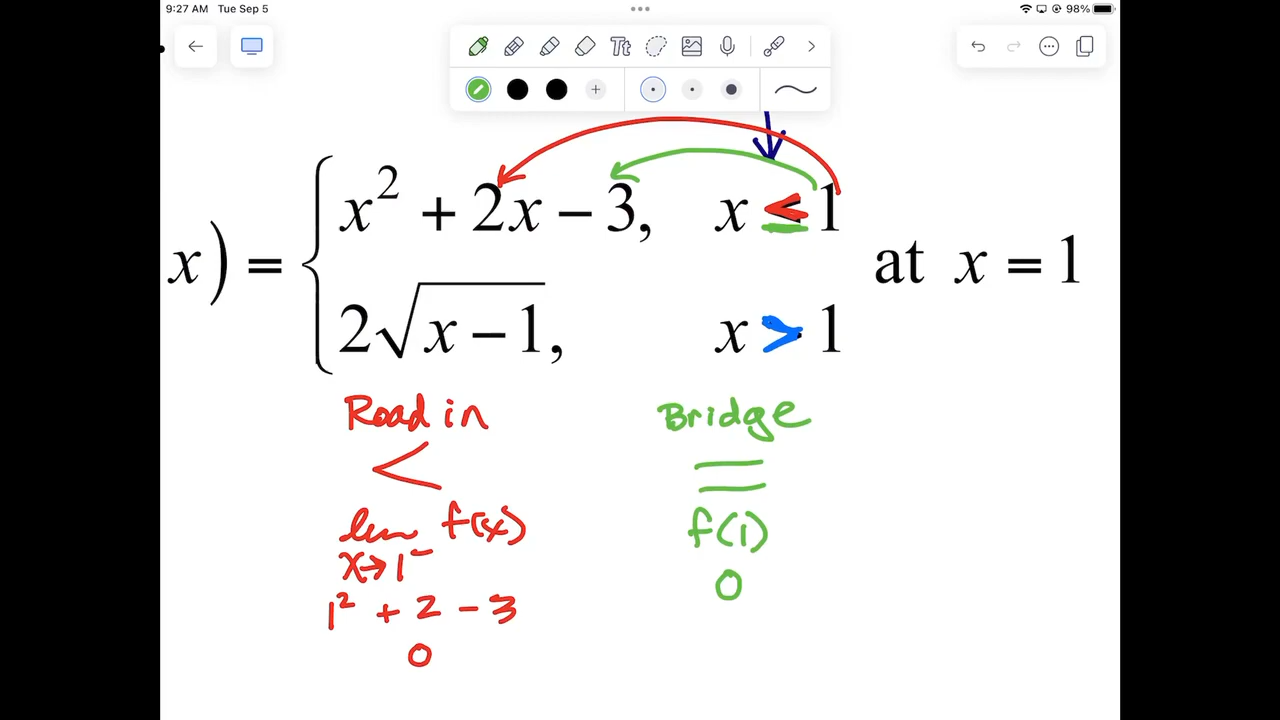 9:27 AM Tue Sep 5
98%
Tt
x² + 2x − 3, x ≤ 1
x) = { at x = 1
2√(x − 1), x > 1
Road in Bridge
< =
lim f(x) f(1)
x→1⁻ 0
1² + 2 − 3
0